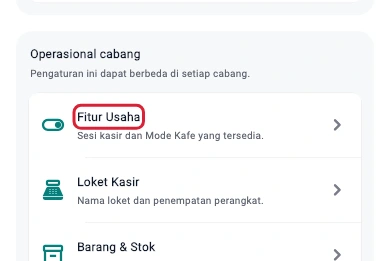 Operasional cabang
Pengaturan ini dapat berbeda di setiap cabang.
Fitur Usaha
Sesi kasir dan Mode Kafe yang tersedia.
Loket Kasir
Nama loket dan penempatan perangkat.
Barang & Stok